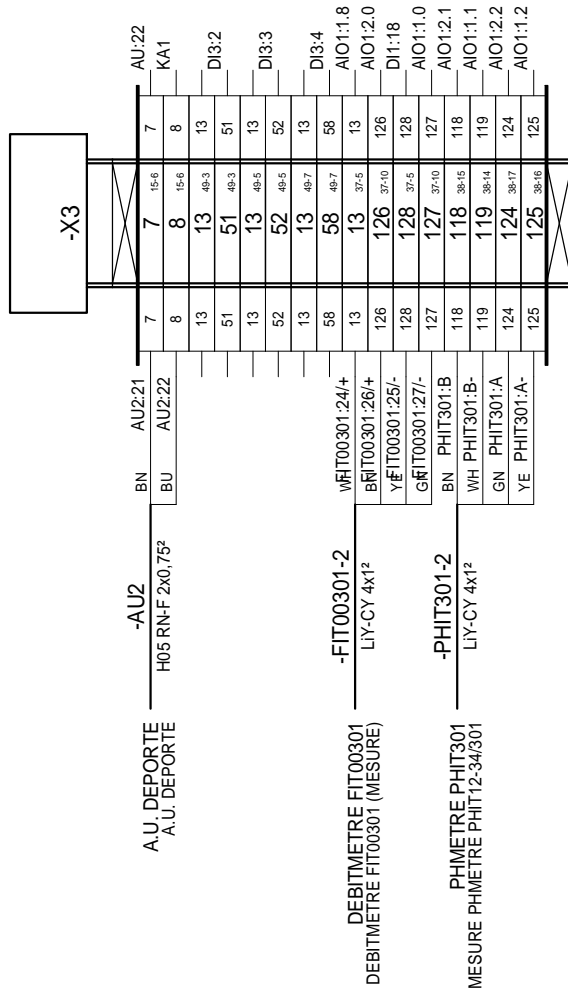 -X3
BN AU2:21 7 7 15-6 7 AU:22
-AU2
BU AU2:22 8 8 15-6 8 KA1
A.U. DEPORTE
H05 RN-F 2x0,75²
A.U. DEPORTE
13 13 49-3 13
51 51 49-3 51 DI3:2
13 13 49-5 13
52 52 49-5 52 DI3:3
13 13 49-7 13
58 58 49-7 58 DI3:4
WH FIT00301:24/+ 13 13 37-5 13 AIO1:1.8
-FIT00301-2
BN FIT00301:26/+ 126 126 37-10 126 AIO1:2.0
DEBITMETRE FIT00301
LiY-CY 4x1²
DEBITMETRE FIT00301 (MESURE)
YE FIT00301:25/- 128 128 37-5 128 DI1:18
GN FIT00301:27/- 127 127 37-10 127 AIO1:1.0
BN PHIT301:B 118 118 38-15 118 AIO1:2.1
-PHIT301-2
WH PHIT301:B- 119 119 38-14 119 AIO1:1.1
PHMETRE PHIT301
LiY-CY 4x1²
MESURE PHMETRE PHIT12-34/301
GN PHIT301:A 124 124 38-17 124 AIO1:2.2
YE PHIT301:A- 125 125 38-16 125 AIO1:1.2